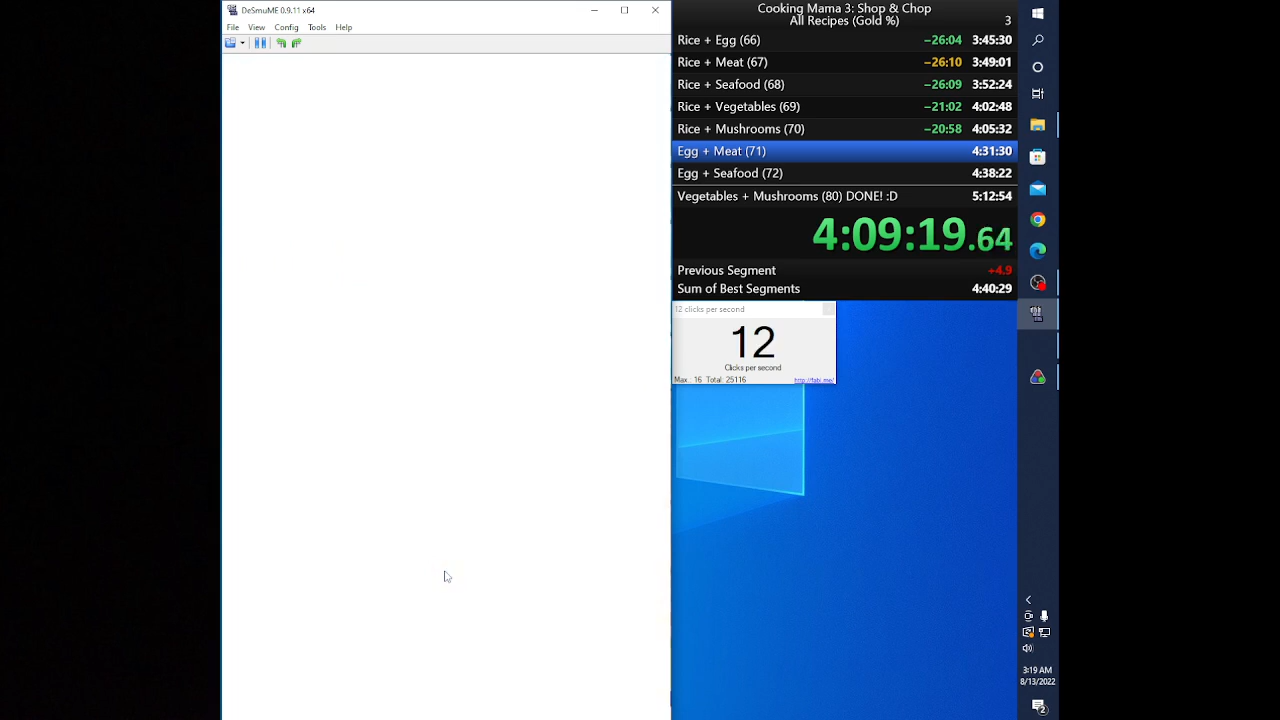 DeSmuME 0.9.11 x64
File View Config Tools Help
Cooking Mama 3: Shop & Chop
All Recipes (Gold %) 3
Rice + Egg (66) −26:04 3:45:30
Rice + Meat (67) −26:10 3:49:01
Rice + Seafood (68) −26:09 3:52:24
Rice + Vegetables (69) −21:02 4:02:48
Rice + Mushrooms (70) −20:58 4:05:32
Egg + Meat (71) 4:31:30
Egg + Seafood (72) 4:38:22
Vegetables + Mushrooms (80) DONE! :D 5:12:54
4:09:19.64
Previous Segment +4.9
Sum of Best Segments 4:40:29
12 clicks per second
12
Clicks per second
Max.: 16 Total: 25116 http://fabi.me/
3:19 AM
8/13/2022
2